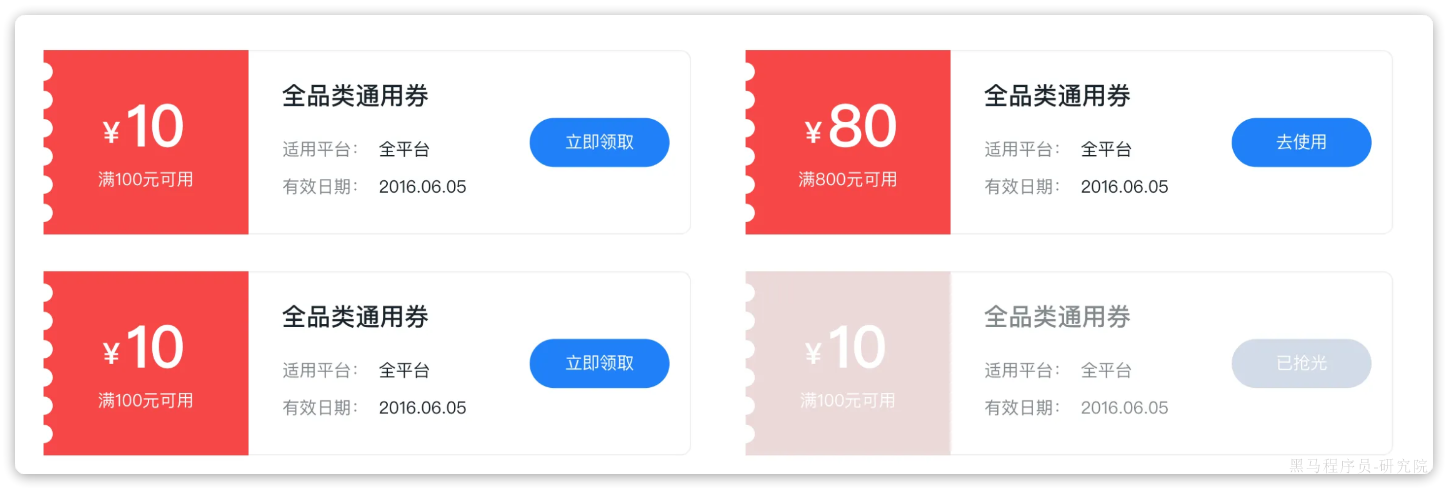 ¥10
满100元可用
全品类通用券
适用平台： 全平台
有效日期： 2016.06.05
立即领取
¥80
满800元可用
全品类通用券
适用平台： 全平台
有效日期： 2016.06.05
去使用
¥10
满100元可用
全品类通用券
适用平台： 全平台
有效日期： 2016.06.05
立即领取
¥10
满100元可用
全品类通用券
适用平台： 全平台
有效日期： 2016.06.05
已抢光
黑马程序员-研究院